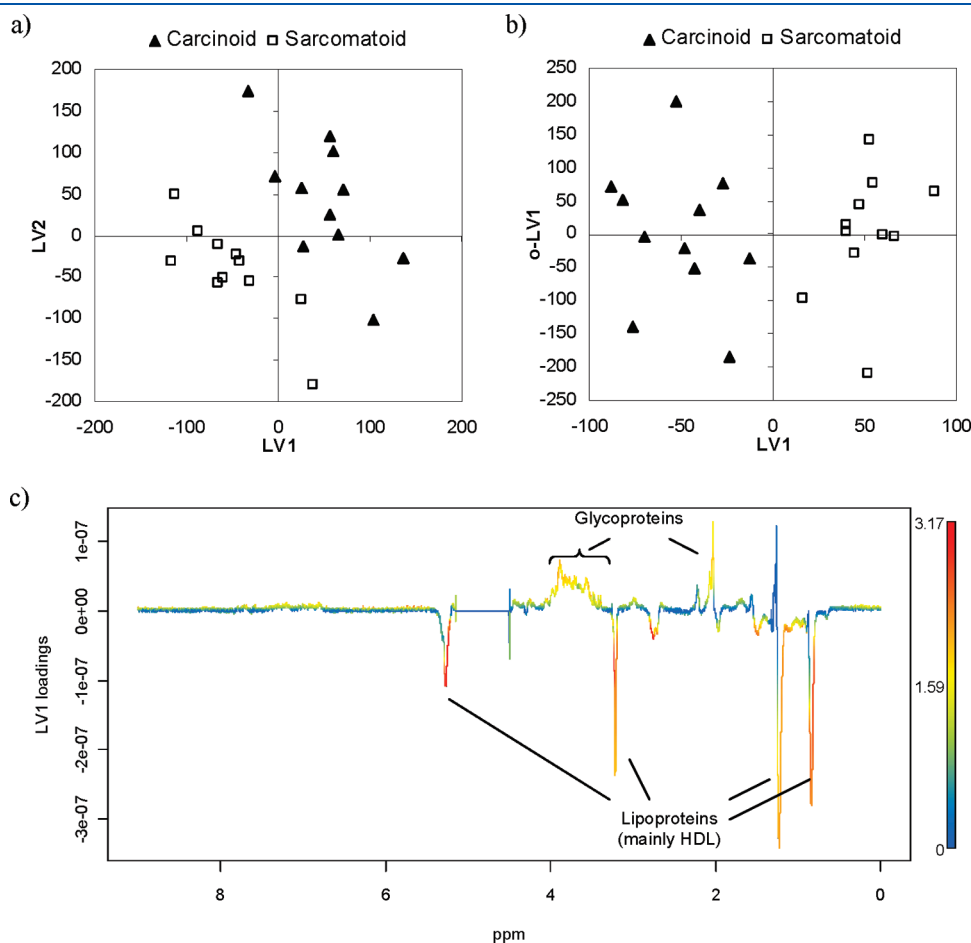 a)
▲ Carcinoid □ Sarcomatoid
200
150
100
50
0
-50
-100
-150
-200
LV2
-200 -100 0 100 200
LV1
b)
▲ Carcinoid □ Sarcomatoid
250
200
150
100
50
0
-50
-100
-150
-200
-250
o-LV1
-100 -50 0 50 100
LV1
c)
Glycoproteins
1e-07
0e+00
-1e-07
-2e-07
-3e-07
LV1 loadings
Lipoproteins
(mainly HDL)
3.17
1.59
0
8 6 4 2 0
ppm